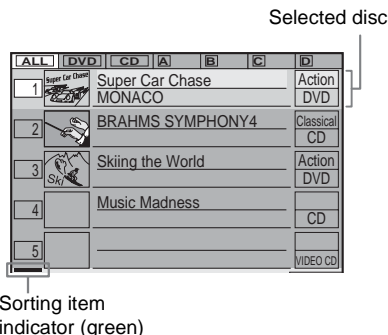 Selected disc
ALL DVD CD A B C D
1 Super Car Chase Super Car Chase Action
MONACO DVD
2 BRAHMS SYMPHONY4 Classical
CD
3 Ski Skiing the World Action
DVD
4 Music Madness
CD
5
VIDEO CD
Sorting item
indicator (green)